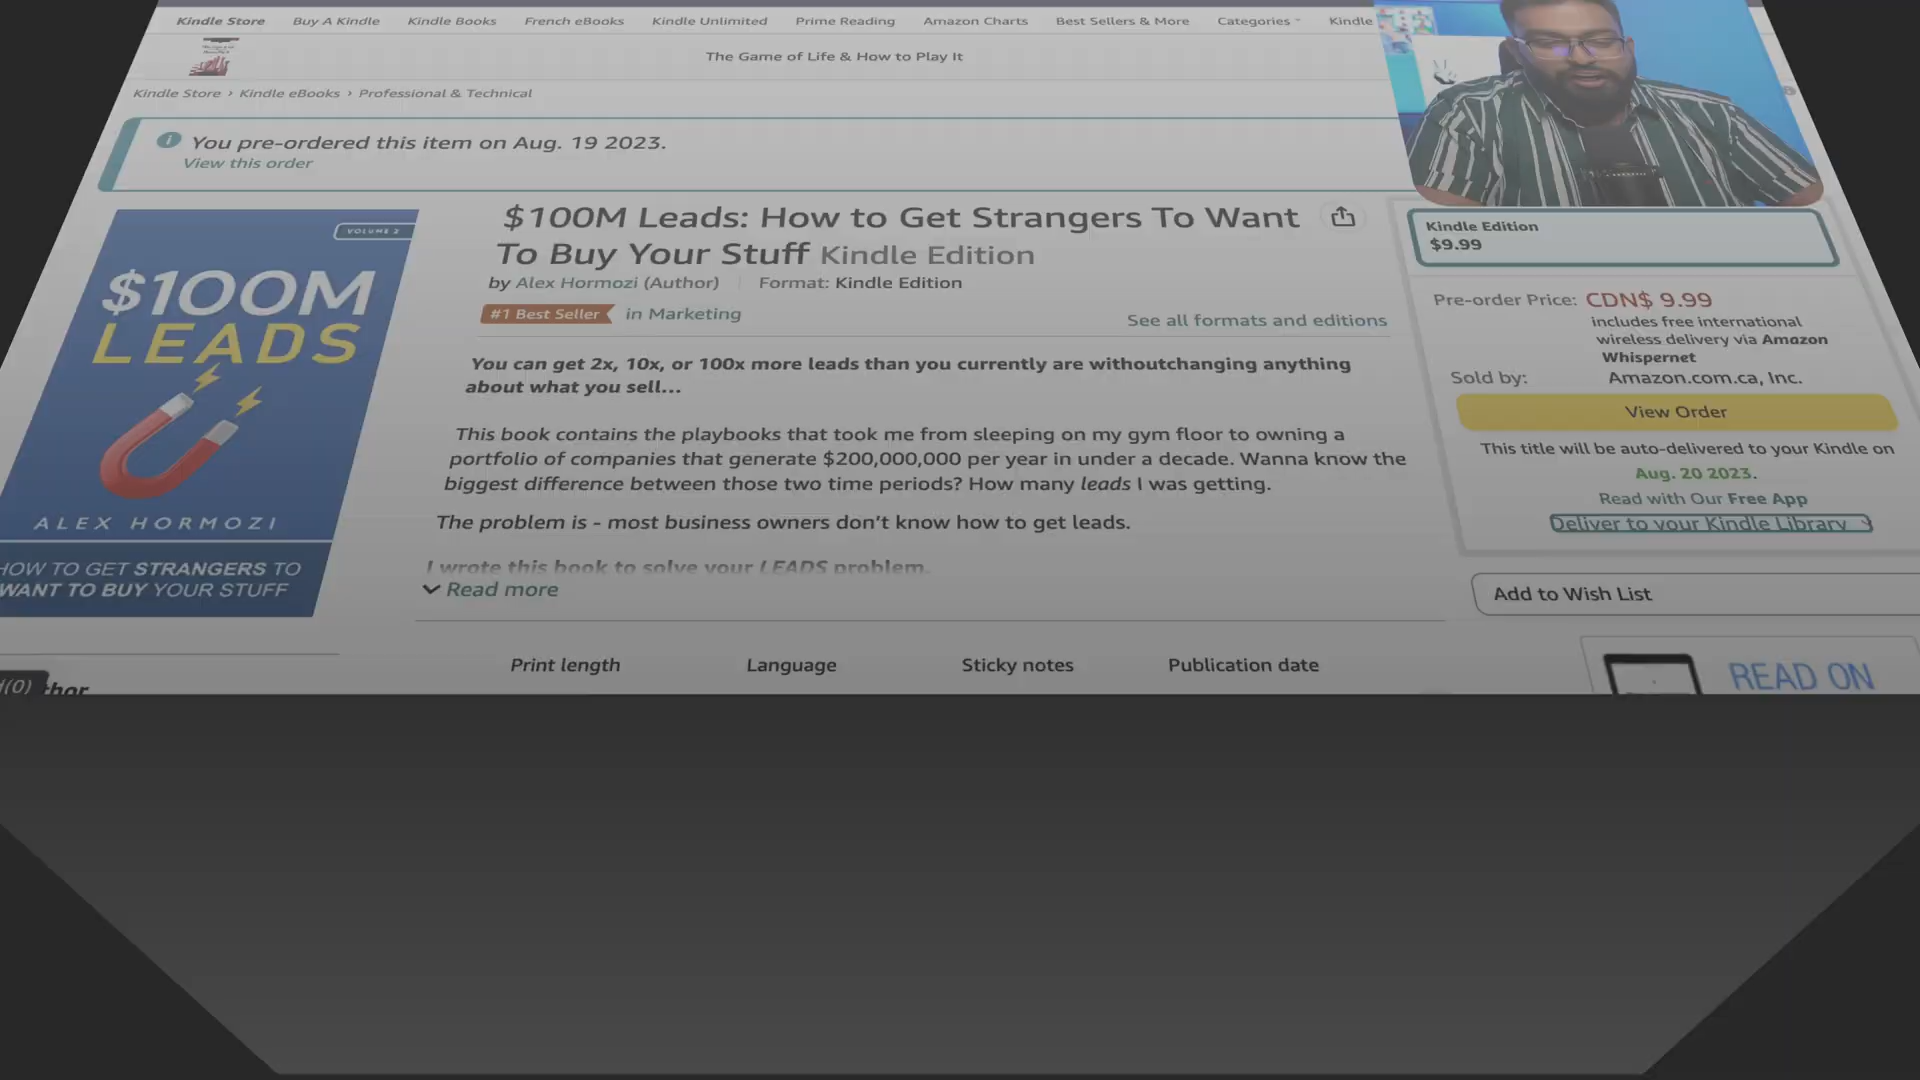 Kindle Store Buy A Kindle Kindle Books French eBooks Kindle Unlimited Prime Reading Amazon Charts Best Sellers & More Categories Kindle
The Game of Life & How to Play It
Kindle Store › Kindle eBooks › Professional & Technical
You pre-ordered this item on Aug. 19 2023.
View this order
VOLUME 2
$100M
LEADS
ALEX HORMOZI
HOW TO GET STRANGERS TO
WANT TO BUY YOUR STUFF
$100M Leads: How to Get Strangers To Want
To Buy Your Stuff Kindle Edition
by Alex Hormozi (Author) Format: Kindle Edition
#1 Best Seller in Marketing
See all formats and editions
You can get 2x, 10x, or 100x more leads than you currently are withoutchanging anything
about what you sell...
This book contains the playbooks that took me from sleeping on my gym floor to owning a
portfolio of companies that generate $200,000,000 per year in under a decade. Wanna know the
biggest difference between those two time periods? How many leads I was getting.
The problem is - most business owners don't know how to get leads.
I wrote this book to solve your LEADS problem.
Read more
Print length Language Sticky notes Publication date
Kindle Edition
$9.99
Pre-order Price: CDN$ 9.99
includes free international
wireless delivery via Amazon
Whispernet
Sold by: Amazon.com.ca, Inc.
View Order
This title will be auto-delivered to your Kindle on
Aug. 20 2023.
Read with Our Free App
Deliver to your Kindle Library
Add to Wish List
READ ON